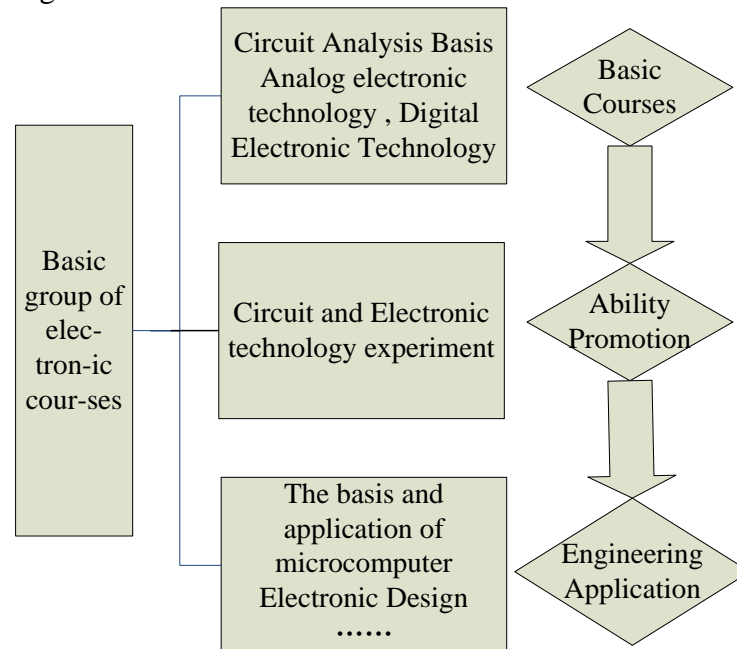 Circuit Analysis Basis
Analog electronic
technology , Digital
Electronic Technology
Basic
Courses
Basic
group of
elec-
tron-ic
cour-ses
Circuit and Electronic
technology experiment
Ability
Promotion
The basis and
application of
microcomputer
Electronic Design
......
Engineering
Application